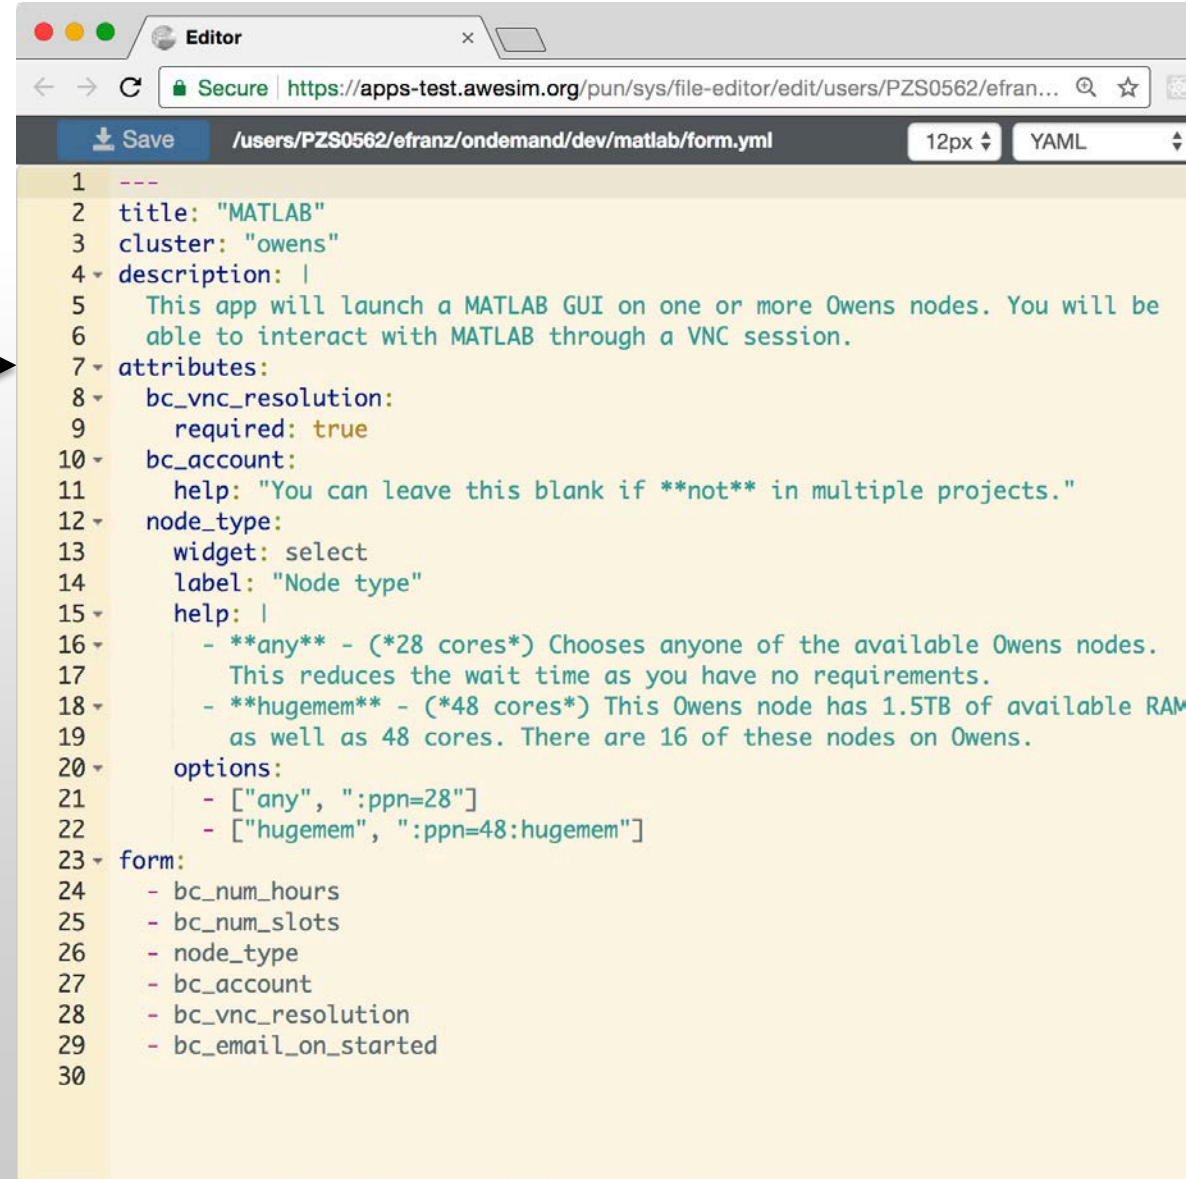 Editor
Secure https://apps-test.awesim.org/pun/sys/file-editor/edit/users/PZS0562/efran...
Save /users/PZS0562/efranz/ondemand/dev/matlab/form.yml 12px YAML
1 ---
2 title: "MATLAB"
3 cluster: "owens"
4 description: |
5 This app will launch a MATLAB GUI on one or more Owens nodes. You will be
6 able to interact with MATLAB through a VNC session.
7 attributes:
8 bc_vnc_resolution:
9 required: true
10 bc_account:
11 help: "You can leave this blank if **not** in multiple projects."
12 node_type:
13 widget: select
14 label: "Node type"
15 help: |
16 - **any** - (*28 cores*) Chooses anyone of the available Owens nodes.
17 This reduces the wait time as you have no requirements.
18 - **hugemem** - (*48 cores*) This Owens node has 1.5TB of available RAM
19 as well as 48 cores. There are 16 of these nodes on Owens.
20 options:
21 - ["any", ":ppn=28"]
22 - ["hugemem", ":ppn=48:hugemem"]
23 form:
24 - bc_num_hours
25 - bc_num_slots
26 - node_type
27 - bc_account
28 - bc_vnc_resolution
29 - bc_email_on_started
30